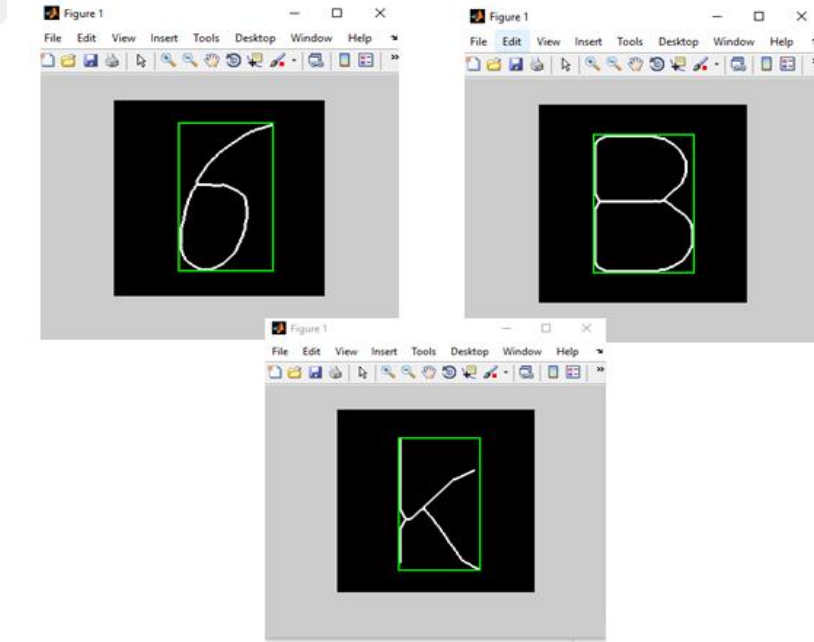 Figure 1
File Edit View Insert Tools Desktop Window Help
6
Figure 1
File Edit View Insert Tools Desktop Window Help
B
Figure 1
File Edit View Insert Tools Desktop Window Help
K